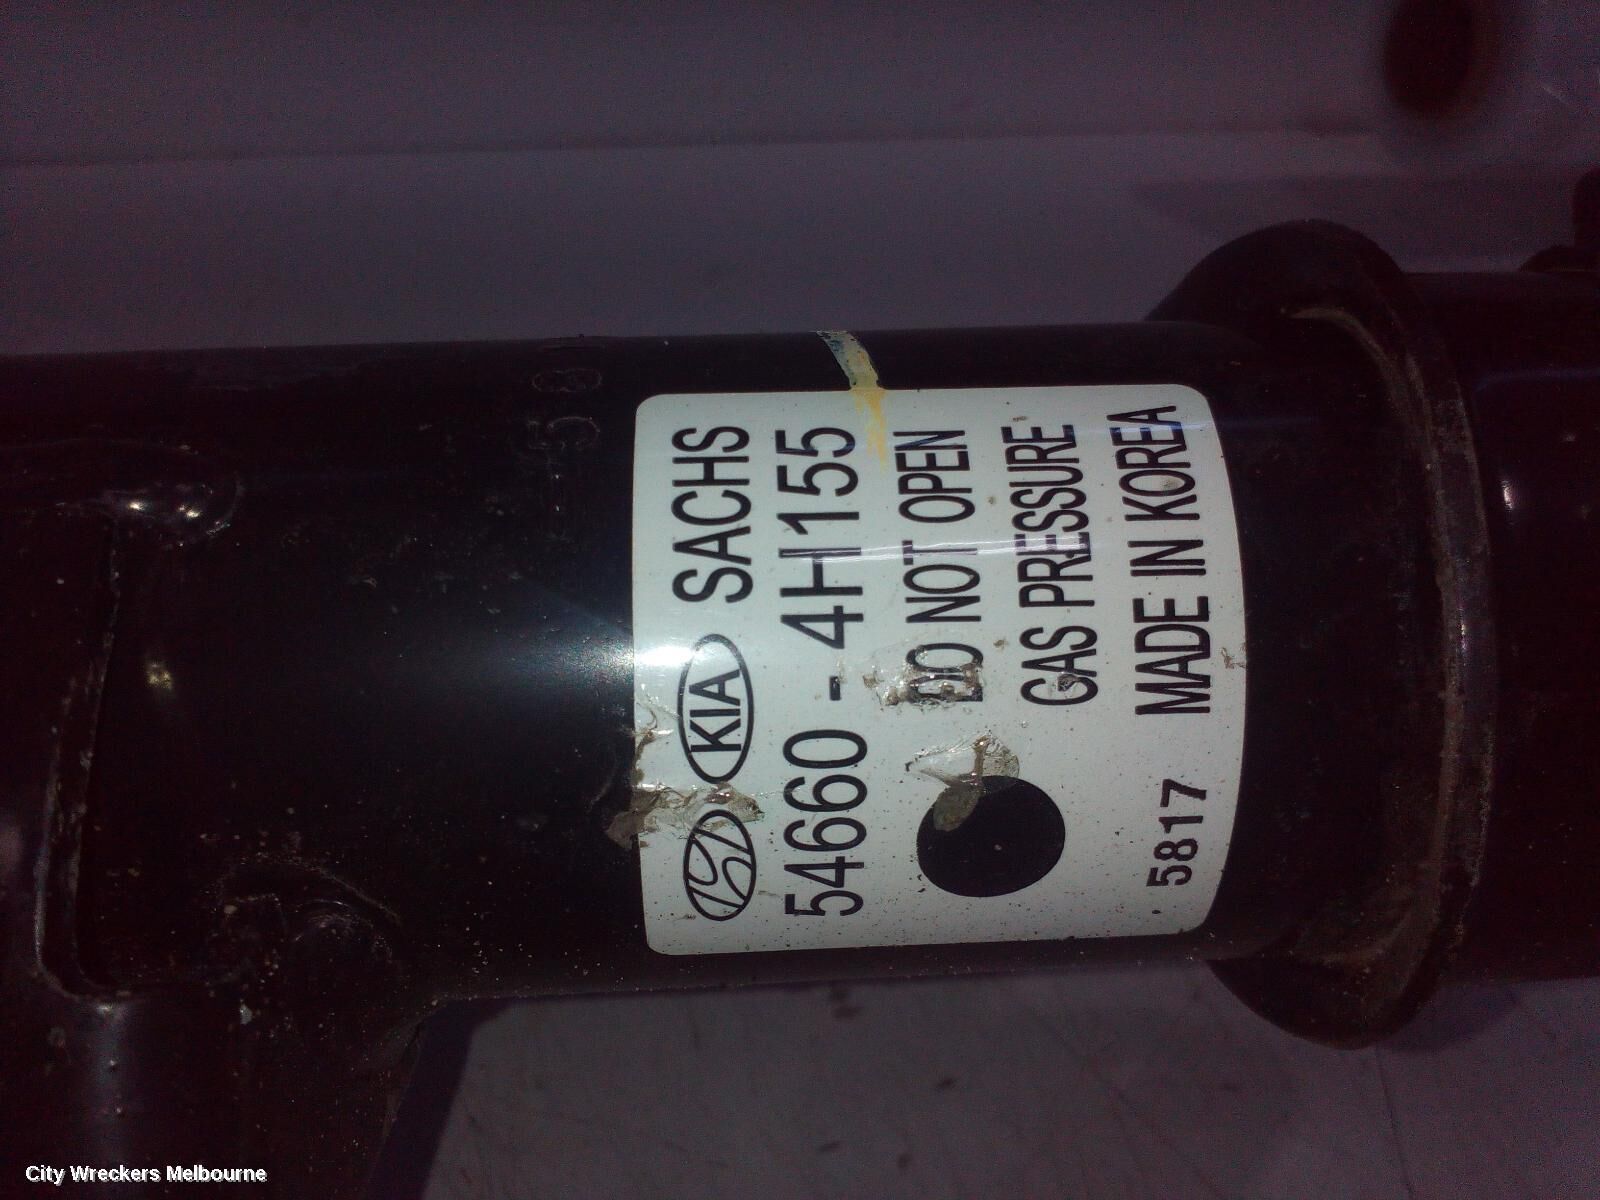 KIA SACHS
54660 - 4H155
DO NOT OPEN
GAS PRESSURE
MADE IN KOREA
5817
City Wreckers Melbourne